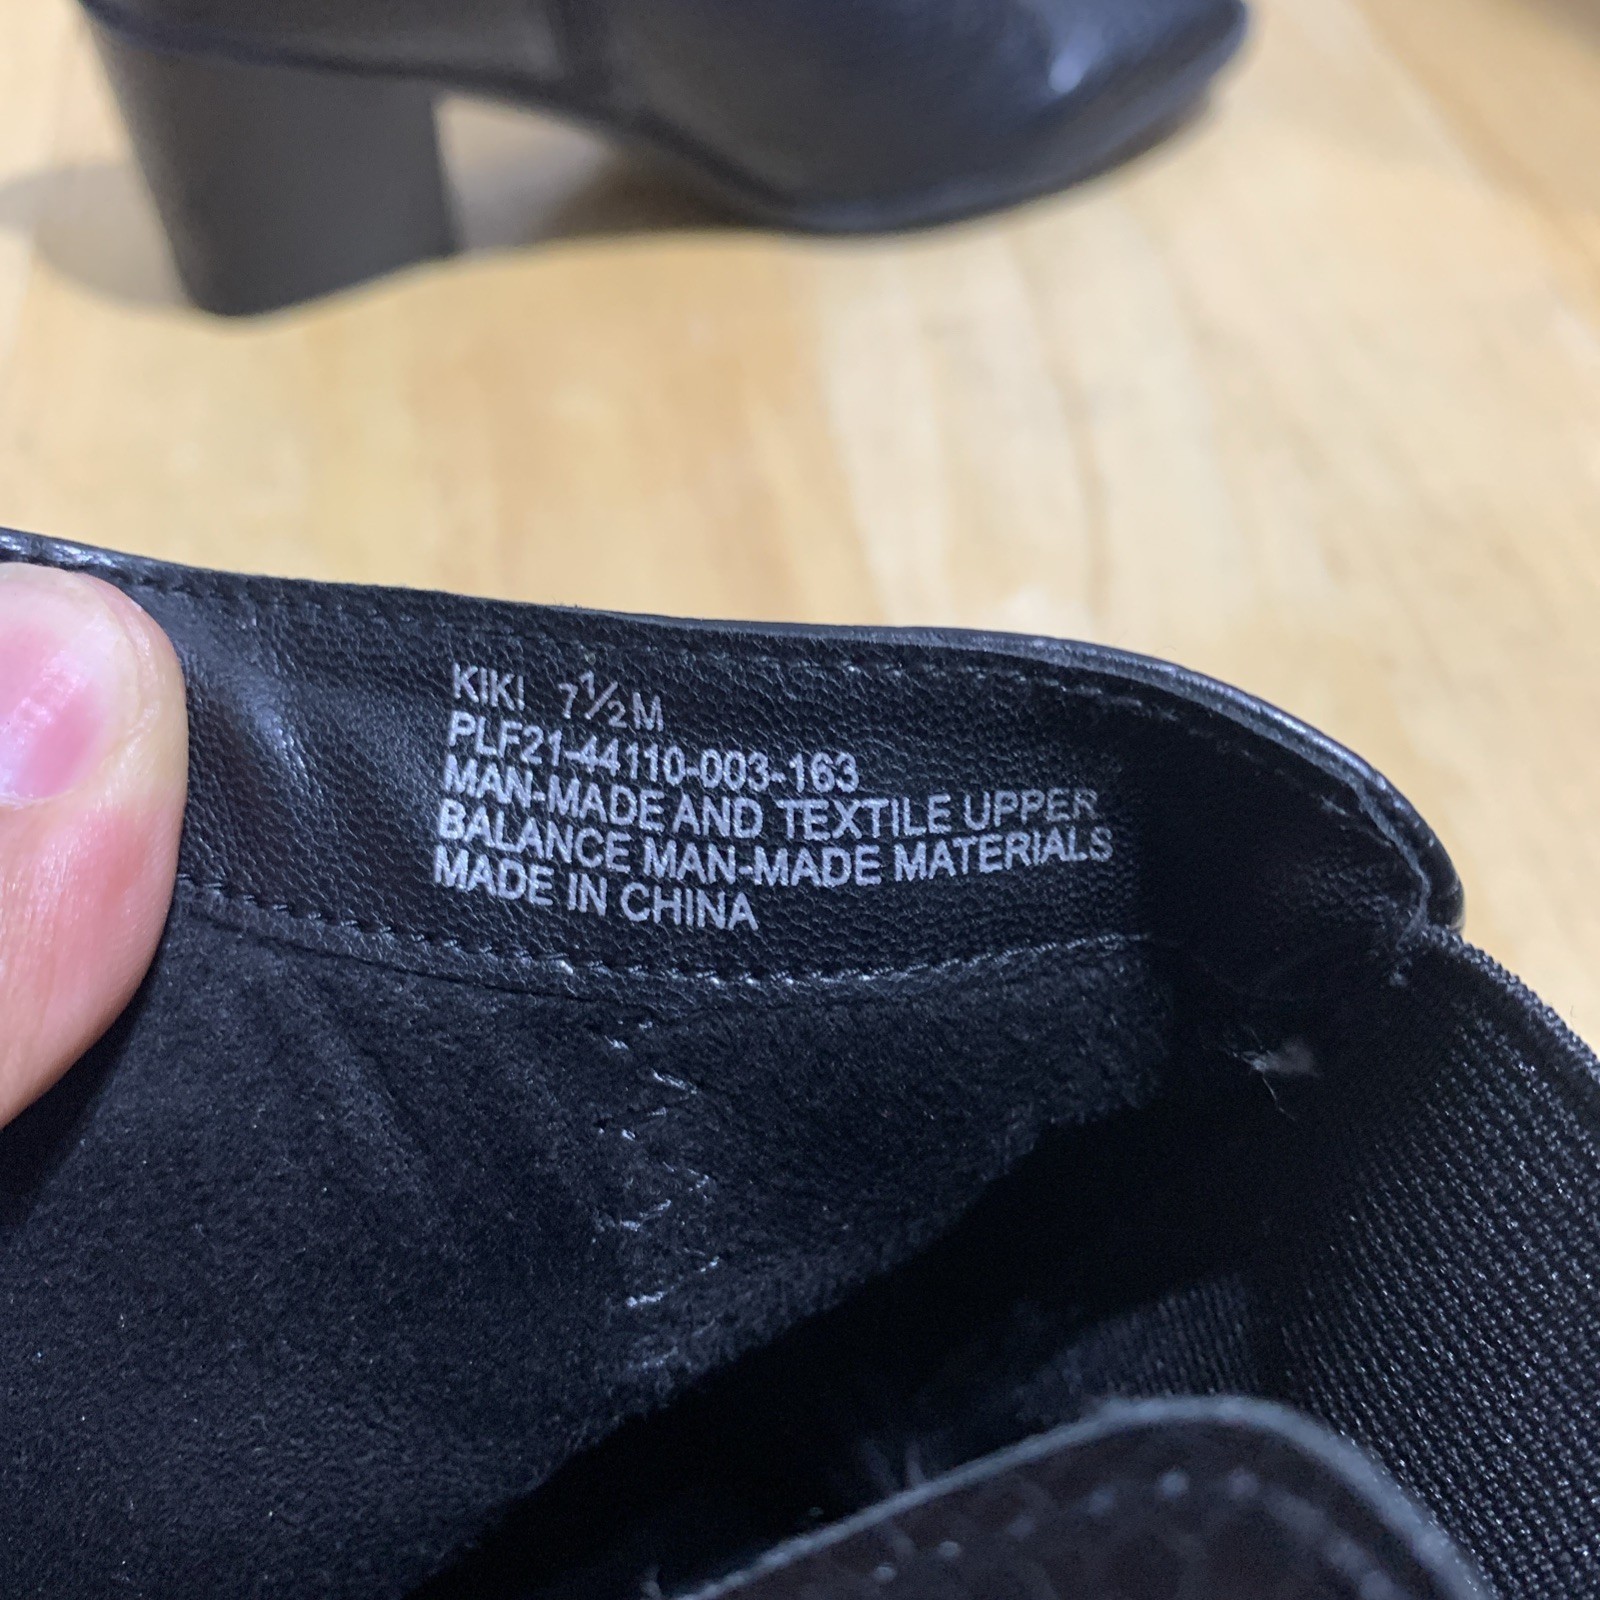 KIKI 7½M
PLF21-44110-003-163
MAN-MADE AND TEXTILE UPPER
BALANCE MAN-MADE MATERIALS
MADE IN CHINA